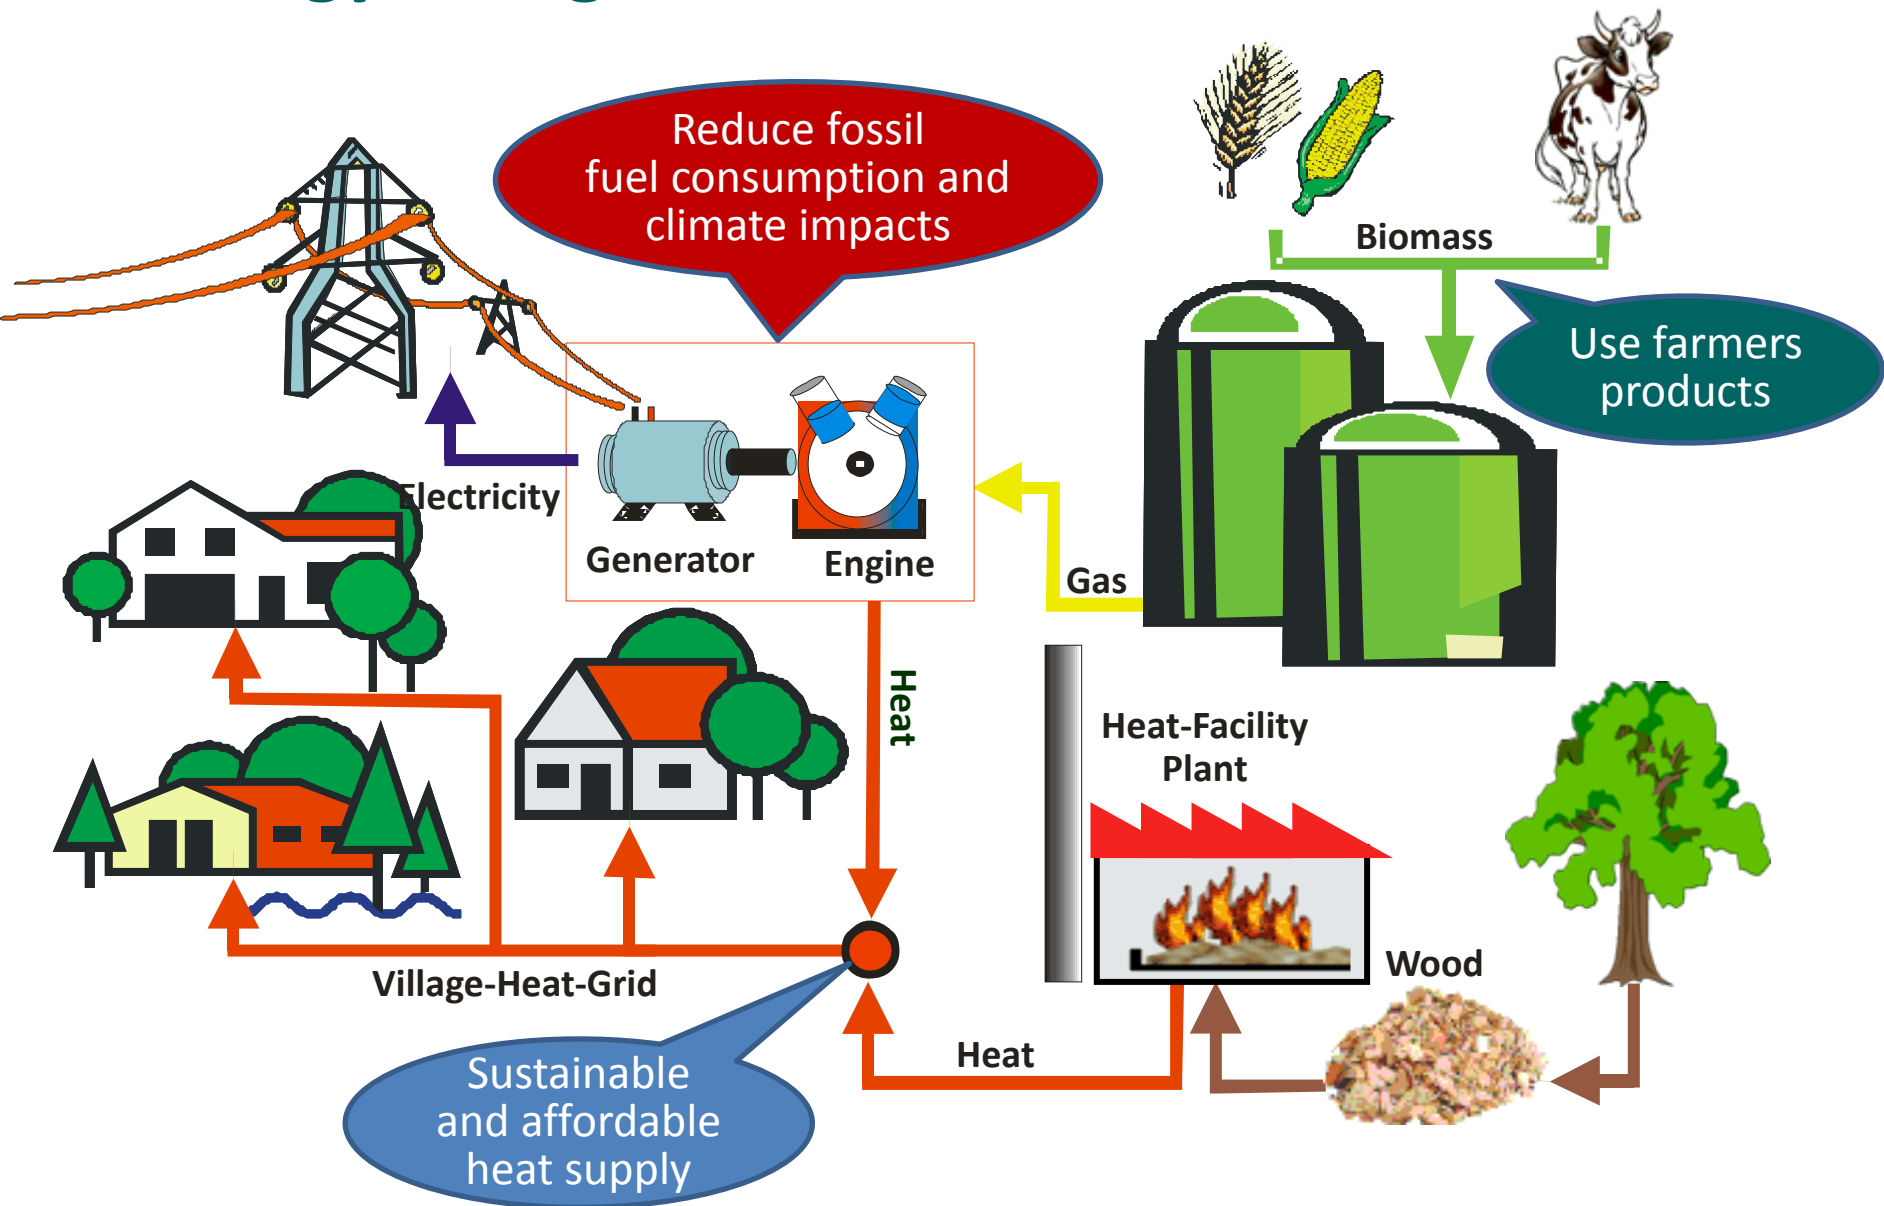 Reduce fossil
fuel consumption and
climate impacts
Biomass
Use farmers
products
Electricity
Generator
Engine
Gas
Heat
Heat-Facility
Plant
Wood
Village-Heat-Grid
Heat
Sustainable
and affordable
heat supply